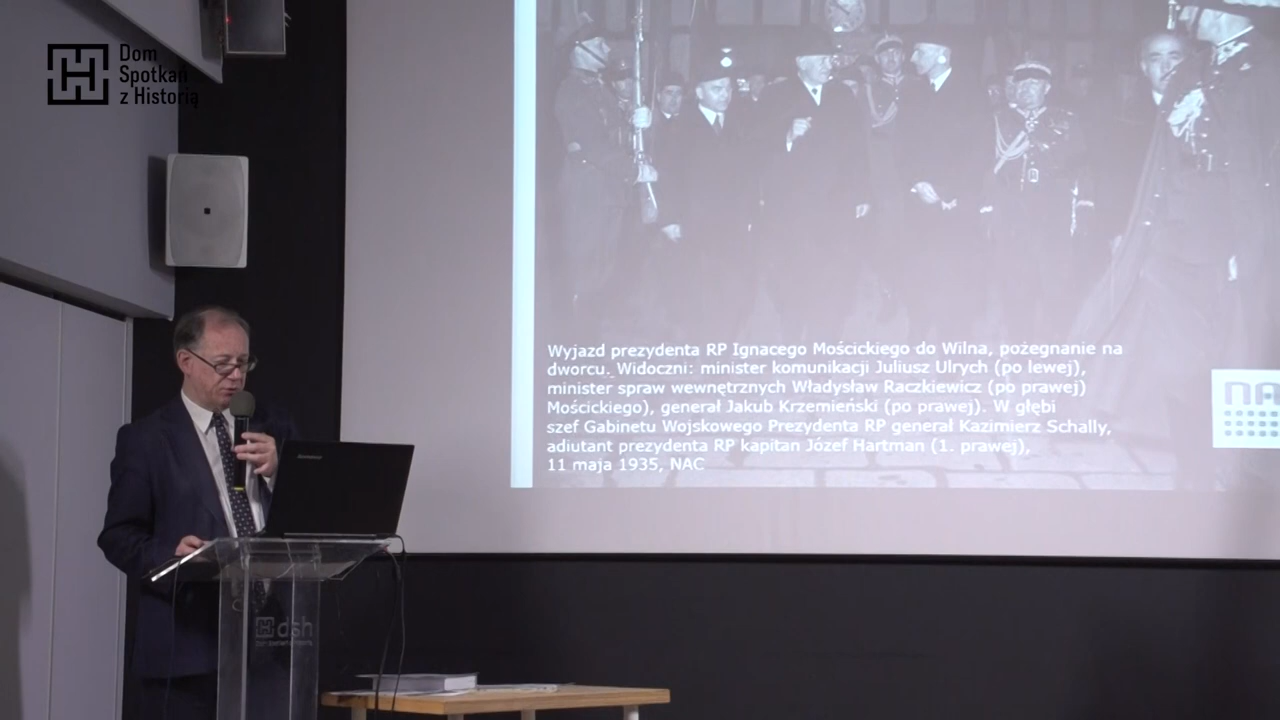 Dom
Spotkań
z Historią
Wyjazd prezydenta RP Ignacego Mościckiego do Wilna, pożegnanie na
dworcu. Widoczni: minister komunikacji Juliusz Ulrych (po lewej),
minister spraw wewnętrznych Władysław Raczkiewicz (po prawej)
Mościckiego), generał Jakub Krzemieński (po prawej). W głębi
szef Gabinetu Wojskowego Prezydenta RP generał Kazimierz Schally,
adiutant prezydenta RP kapitan Józef Hartman (1. prawej),
11 maja 1935, NAC
NA
dsh